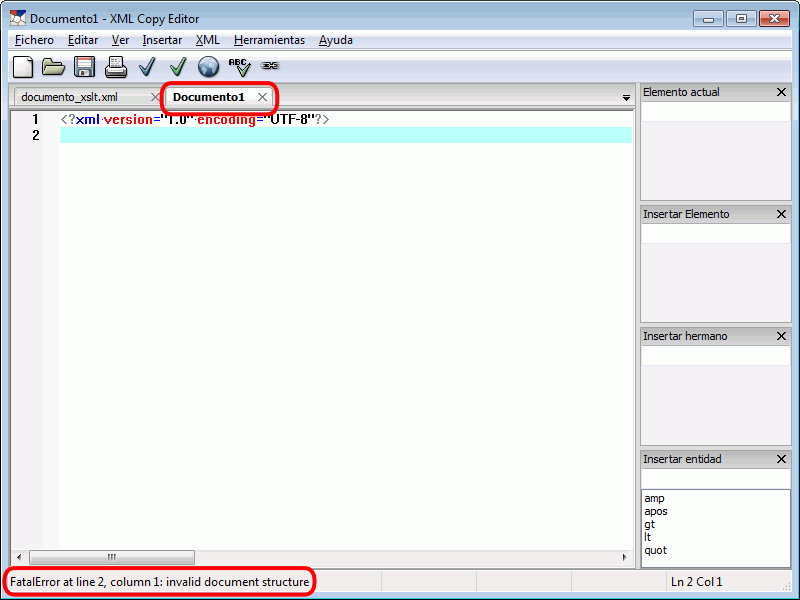 Documento1 - XML Copy Editor
Fichero Editar Ver Insertar XML Herramientas Ayuda
ABC
documento_xslt.xml Documento1
1 <?xml version="1.0" encoding="UTF-8"?>
2
Elemento actual
Insertar Elemento
Insertar hermano
Insertar entidad
amp
apos
gt
lt
quot
FatalError at line 2, column 1: invalid document structure
Ln 2 Col 1